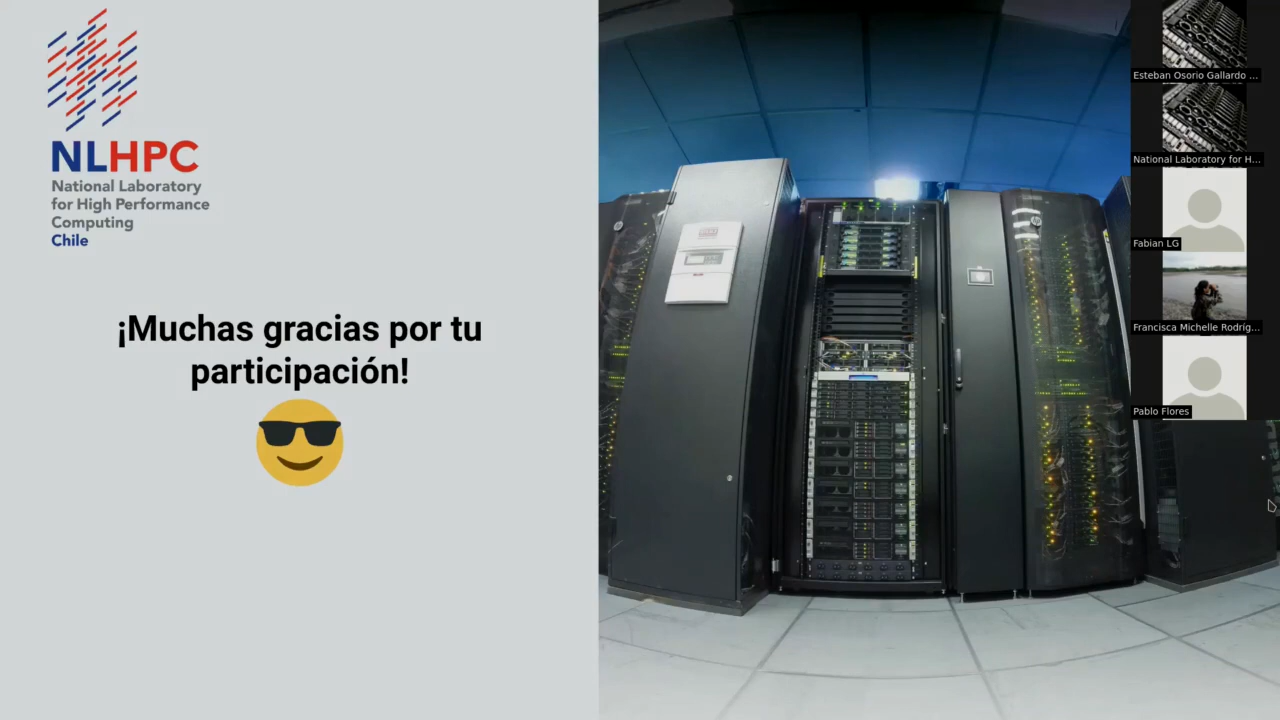 NLHPC
National Laboratory
for High Performance
Computing
Chile
¡Muchas gracias por tu
participación!
Esteban Osorio Gallardo ...
National Laboratory for H...
Fabian LG
Francisca Michelle Rodríg...
Pablo Flores